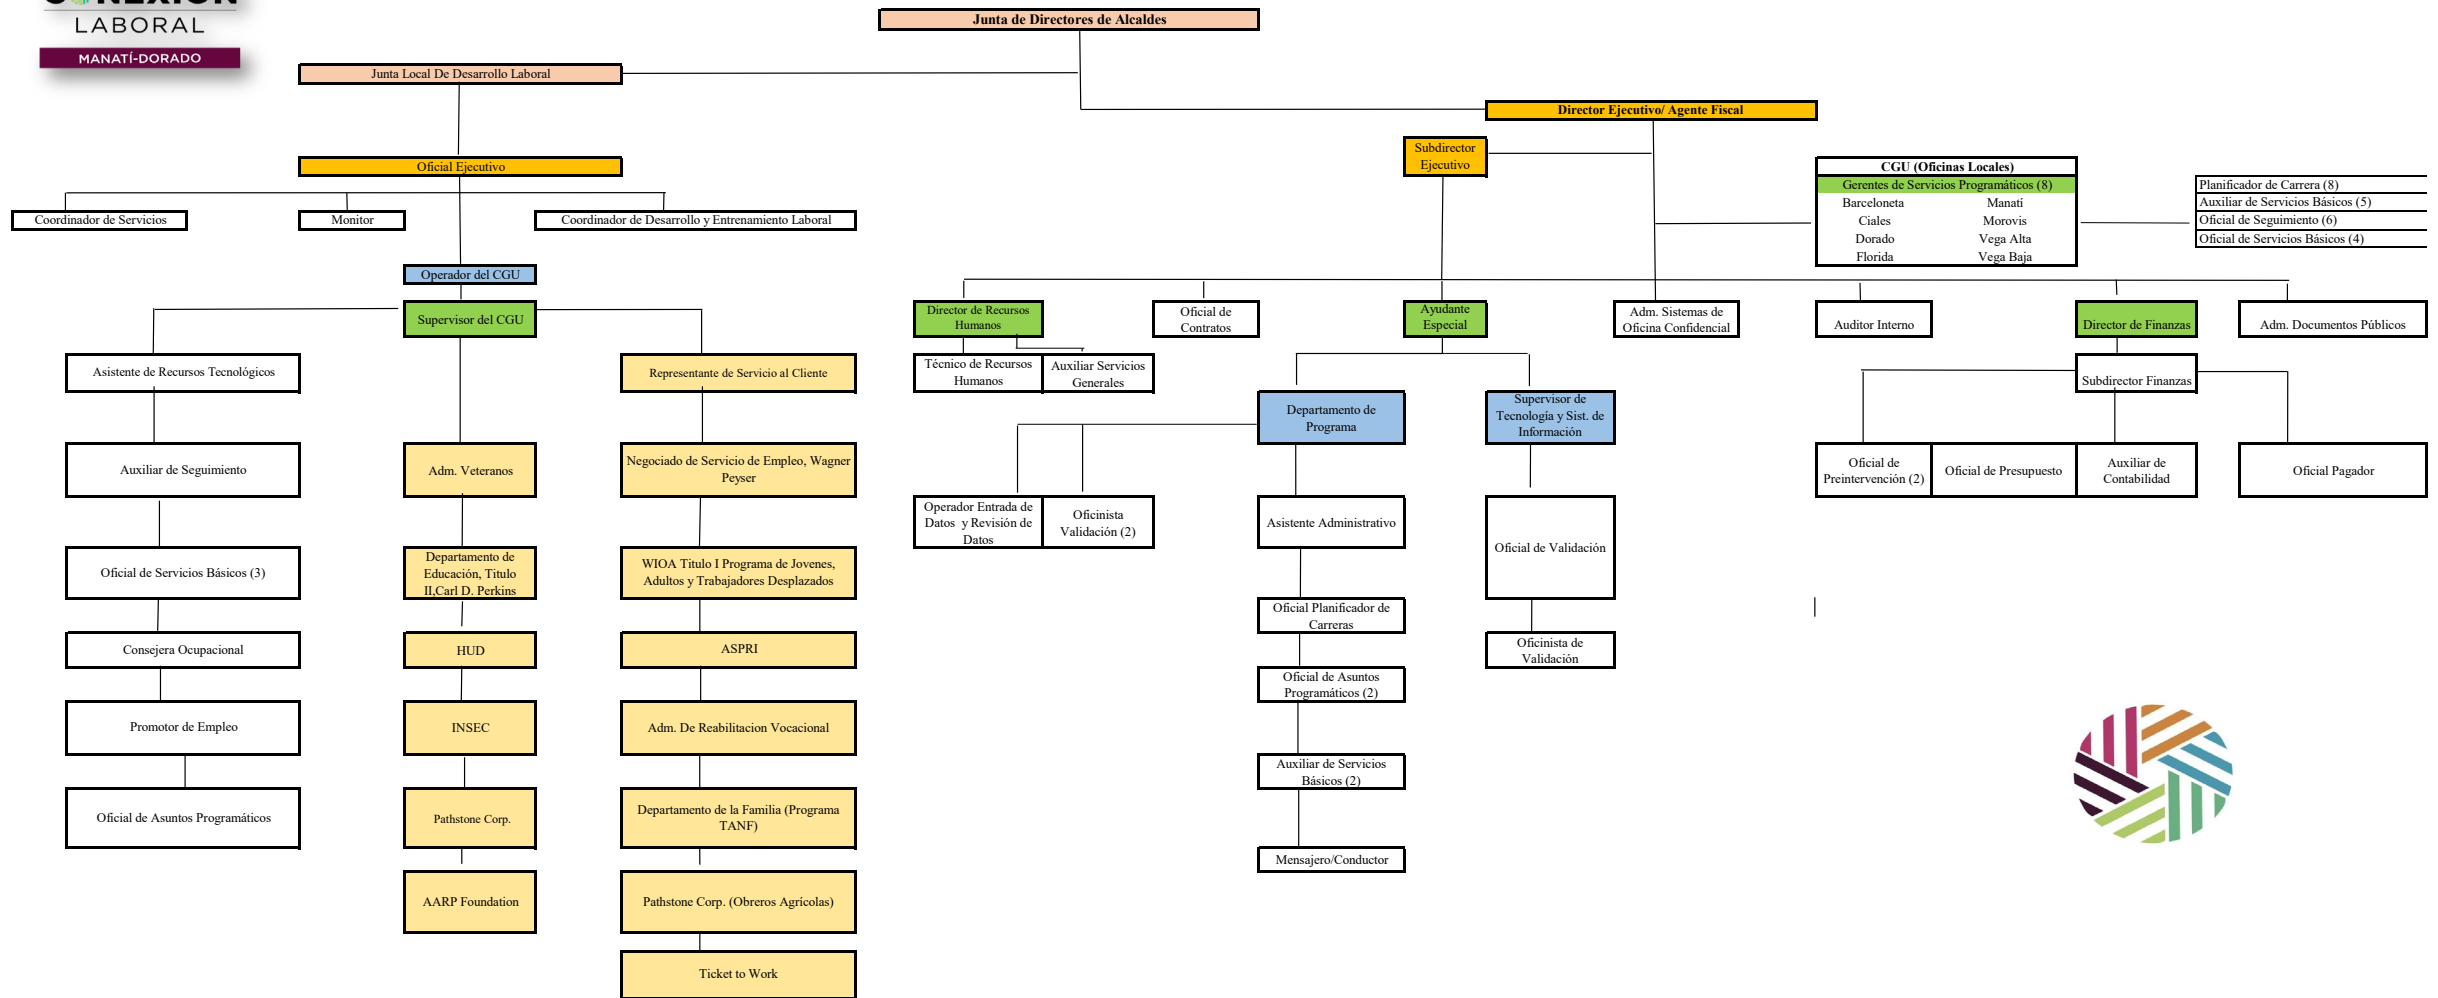 CONEXIÓN
LABORAL
MANATÍ-DORADO
Junta de Directores de Alcaldes
Junta Local De Desarrollo Laboral
Director Ejecutivo/ Agente Fiscal
Subdirector
Ejecutivo
Oficial Ejecutivo
CGU (Oficinas Locales)
Gerentes de Servicios Programáticos (8)
Barceloneta
Manatí
Ciales
Morovis
Dorado
Vega Alta
Florida
Vega Baja
Planificador de Carrera (8)
Auxiliar de Servicios Básicos (5)
Oficial de Seguimiento (6)
Oficial de Servicios Básicos (4)
Coordinador de Servicios
Monitor
Coordinador de Desarrollo y Entrenamiento Laboral
Operador del CGU
Supervisor del CGU
Director de Recursos
Humanos
Oficial de
Contratos
Ayudante
Especial
Adm. Sistemas de
Oficina Confidencial
Auditor Interno
Director de Finanzas
Adm. Documentos Públicos
Asistente de Recursos Tecnológicos
Representante de Servicio al Cliente
Técnico de Recursos
Humanos
Auxiliar Servicios
Generales
Subdirector Finanzas
Departamento de
Programa
Supervisor de
Tecnología y Sist. de
Información
Auxiliar de Seguimiento
Adm. Veteranos
Negociado de Servicio de Empleo, Wagner
Peyser
Oficial de
Preintervención (2)
Oficial de Presupuesto
Auxiliar de
Contabilidad
Oficial Pagador
Operador Entrada de
Datos y Revisión de
Datos
Oficinista
Validación (2)
Asistente Administrativo
Oficial de Validación
Oficial de Servicios Básicos (3)
Departamento de
Educación, Titulo
II,Carl D. Perkins
WIOA Titulo I Programa de Jovenes,
Adultos y Trabajadores Desplazados
Oficial Planificador de
Carreras
Consejera Ocupacional
HUD
ASPRI
Oficinista de
Validación
Oficial de Asuntos
Programáticos (2)
Promotor de Empleo
INSEC
Adm. De Reabilitacion Vocacional
Auxiliar de Servicios
Básicos (2)
Oficial de Asuntos Programáticos
Pathstone Corp.
Departamento de la Familia (Programa
TANF)
Mensajero/Conductor
AARP Foundation
Pathstone Corp. (Obreros Agrícolas)
Ticket to Work